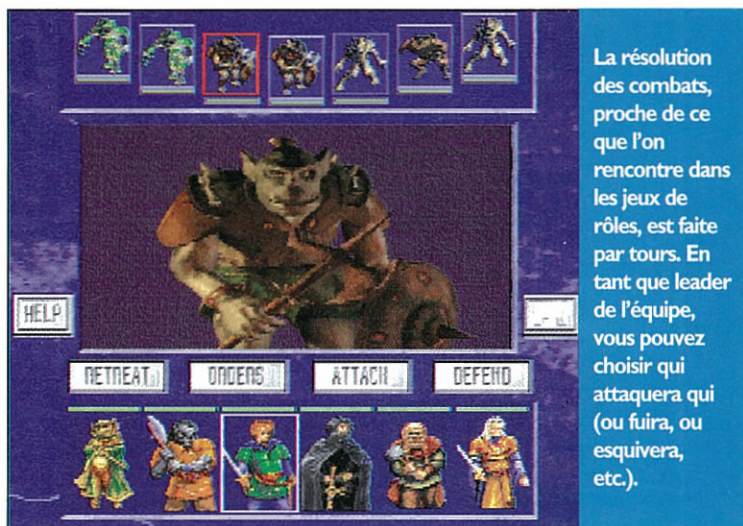 La résolution
des combats,
proche de ce
que l'on
rencontre dans
les jeux de
rôles, est faite
par tours. En
tant que leader
de l'équipe,
vous pouvez
choisir qui
attaquera qui
(ou fuira, ou
esquivera,
etc.).
HELP
RETREAT
ORDERS
ATTACK
DEFEND